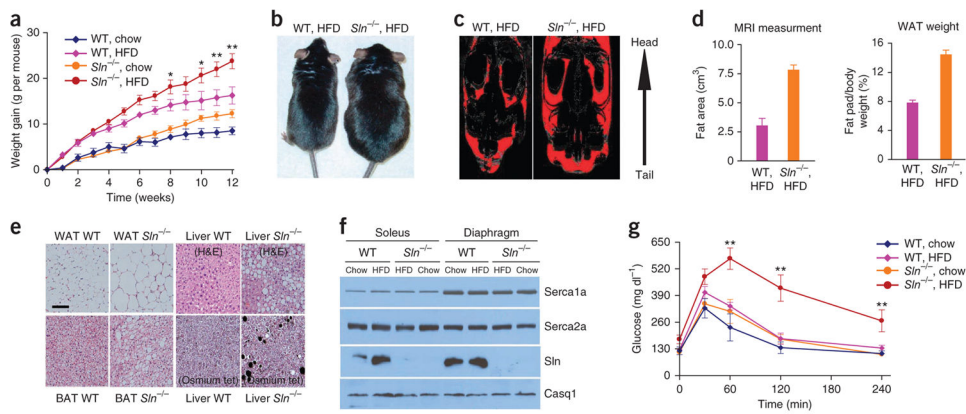 a
Weight gain (g per mouse)
30
20
10
0
WT, chow
WT, HFD
Sln–/–, chow
Sln–/–, HFD
*
*
**
**
0 2 4 6 8 10 12
Time (weeks)
b
WT, HFD Sln–/–, HFD
c
WT, HFD Sln–/–, HFD
Head
Tail
d
MRI measurment
Fat area (cm3)
10
8
6
4
2
0
WT, HFD
Sln–/–, HFD
WAT weight
Fat pad/body weight (%)
16
12
8
4
0
WT, HFD
Sln–/–, HFD
e
WAT WT WAT Sln–/– Liver WT Liver Sln–/–
(H&E) (H&E)
(Osmium tet) (Osmium tet)
BAT WT BAT Sln–/– Liver WT Liver Sln–/–
f
Soleus Diaphragm
WT Sln–/– WT Sln–/–
Chow HFD HFD Chow Chow HFD HFD Chow
Serca1a
Serca2a
Sln
Casq1
g
Glucose (mg dl–1)
650
520
390
260
130
0
**
**
**
WT, chow
WT, HFD
Sln–/–, chow
Sln–/–, HFD
0 60 120 180 240
Time (min)